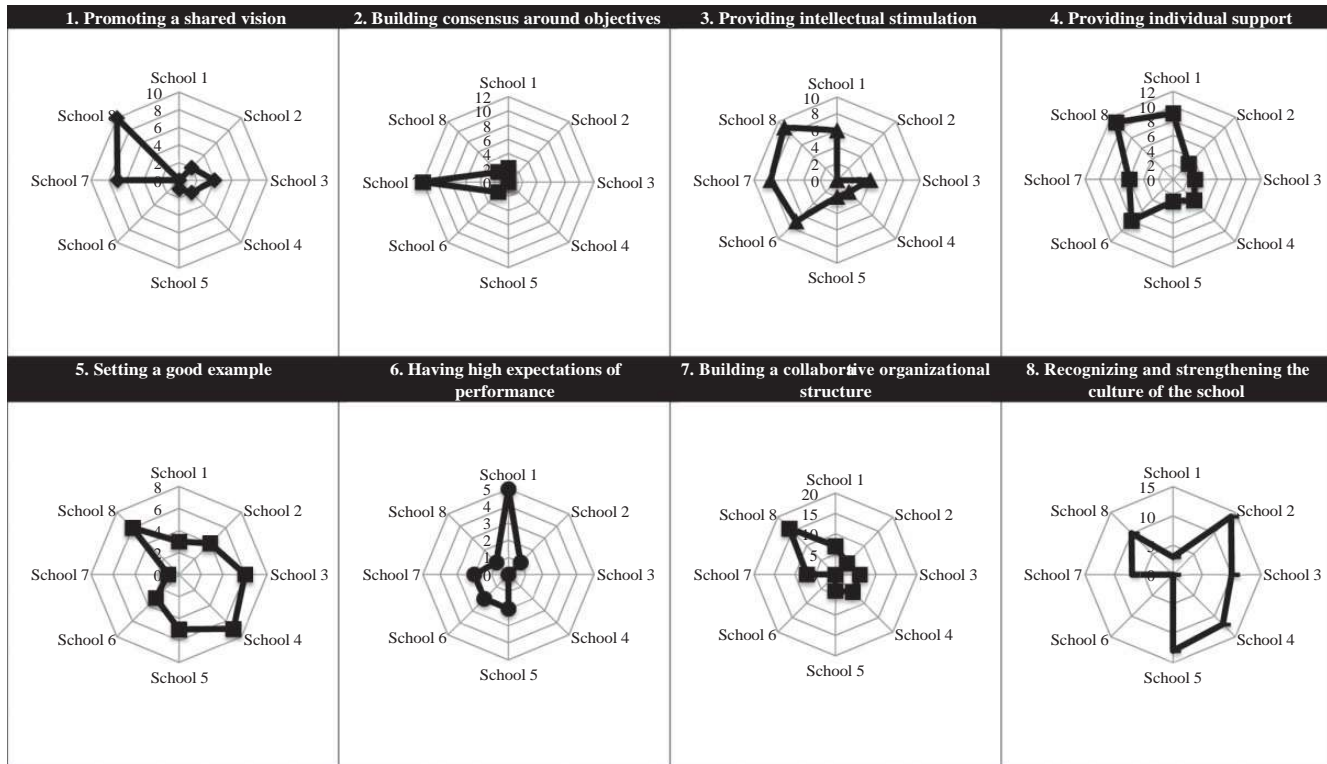 1. Promoting a shared vision
2. Building consensus around objectives
3. Providing intellectual stimulation
4. Providing individual support
School 1
10
8
6
4
2
0
School 2
School 3
School 4
School 5
School 6
School 7
School 8
School 1
12
10
8
6
4
2
0
School 2
School 3
School 4
School 5
School 6
School
School 8
School 1
10
8
6
4
2
0
School 2
School 3
School 4
School 5
School 6
School 7
School 8
School 1
12
10
8
6
4
2
0
School 2
School 3
School 4
School 5
School 6
School 7
School 8
5. Setting a good example
6. Having high expectations of
performance
7. Building a collaborative organizational
structure
8. Recognizing and strengthening the
culture of the school
School 1
8
6
4
2
0
School 2
School 3
School 4
School 5
School 6
School 7
School 8
School 1
5
4
3
2
1
0
School 2
School 3
School 4
School 5
School 6
School 7
School 8
School 1
20
15
10
5
School 2
School 3
School 4
School 5
School 6
School 7
School 8
School 1
15
10
5
0
School 2
School 3
School 4
School 5
School 6
School 7
School 8